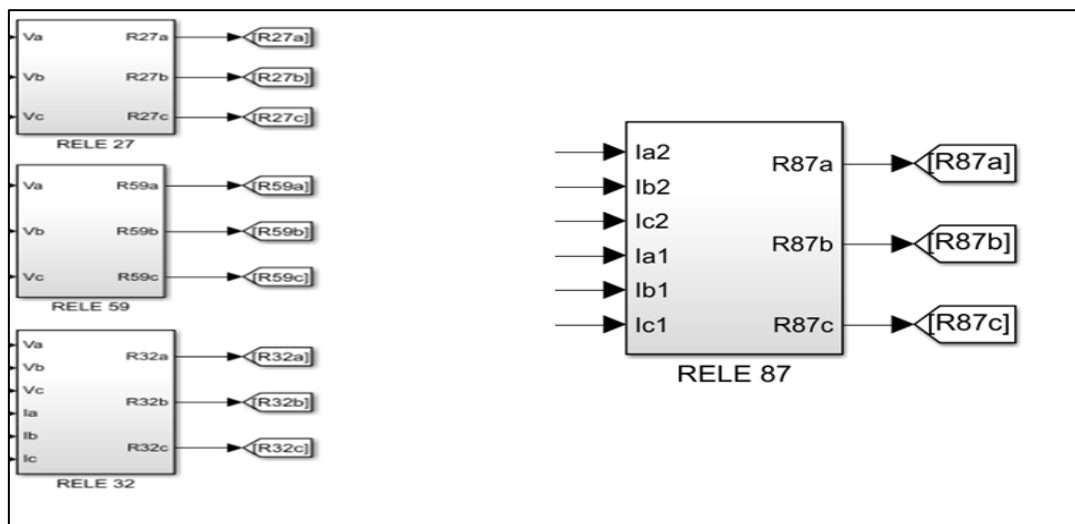 Va R27a [R27a]
Vb R27b [R27b]
Vc R27c [R27c]
RELE 27
Va R59a [R59a]
Vb R59b [R59b]
Vc R59c [R59c]
RELE 59
Va
R32a [R32a]
Vb
Vc
R32b [R32b]
Ia
Ib
R32c [R32c]
Ic
RELE 32
Ia2
R87a [R87a]
Ib2
Ic2
R87b [R87b]
Ia1
Ib1
Ic1 R87c [R87c]
RELE 87